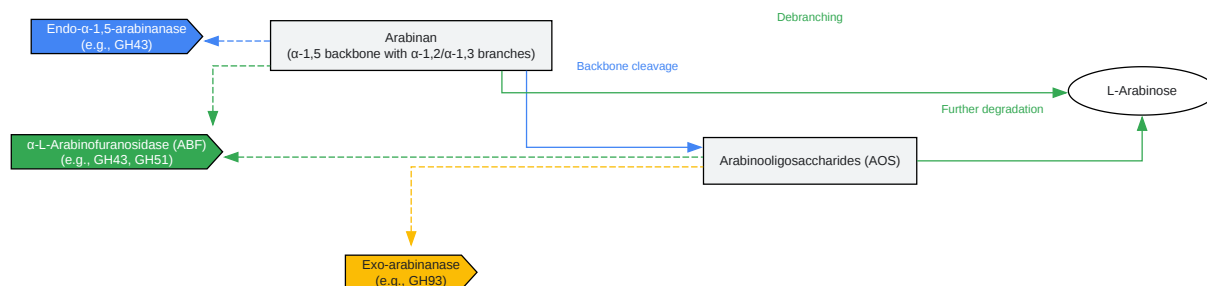 Debranching
Endo-α-1,5-arabinanase
(e.g., GH43)
Arabinan
(α-1,5 backbone with α-1,2/α-1,3 branches)
Backbone cleavage
L-Arabinose
Further degradation
α-L-Arabinofuranosidase (ABF)
(e.g., GH43, GH51)
Arabinooligosaccharides (AOS)
Exo-arabinanase
(e.g., GH93)